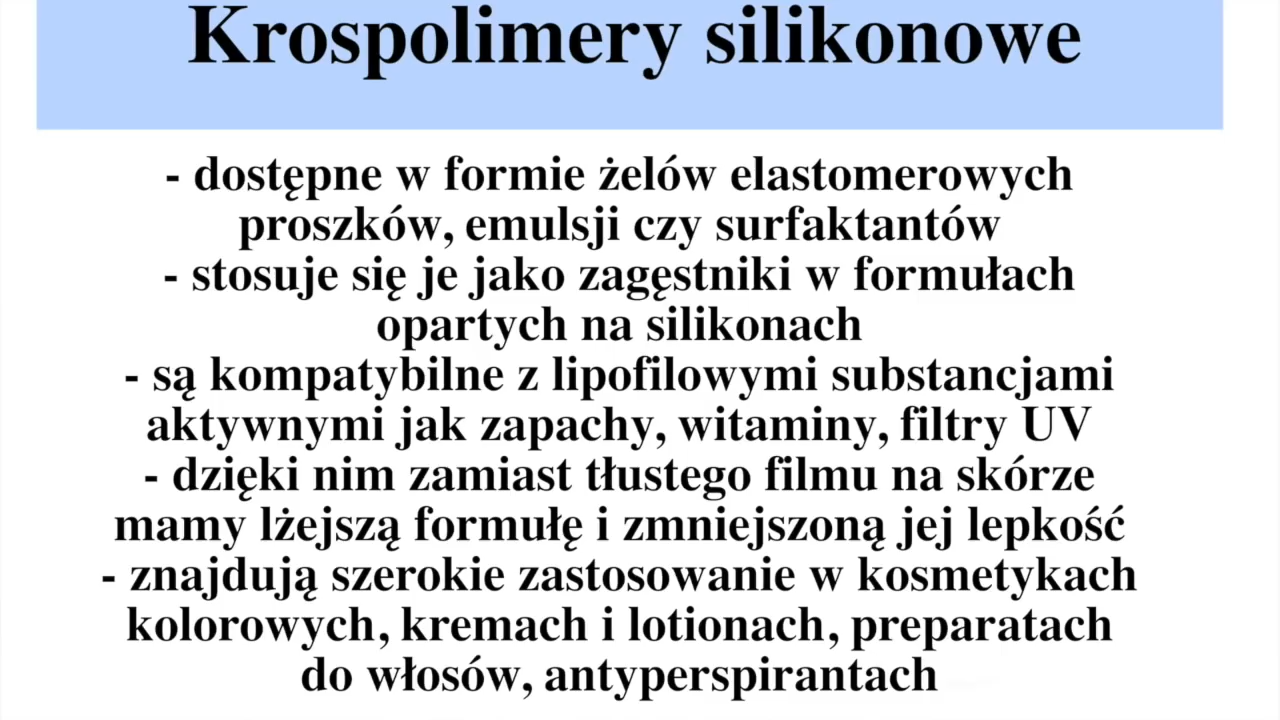 Krospolimery silikonowe
- dostępne w formie żelów elastomerowych
proszków, emulsji czy surfaktantów
- stosuje się je jako zagęstniki w formułach
opartych na silikonach
- są kompatybilne z lipofilowymi substancjami
aktywnymi jak zapachy, witaminy, filtry UV
- dzięki nim zamiast tłustego filmu na skórze
mamy lżejszą formułę i zmniejszoną jej lepkość
- znajdują szerokie zastosowanie w kosmetykach
kolorowych, kremach i lotionach, preparatach
do włosów, antyperspirantach